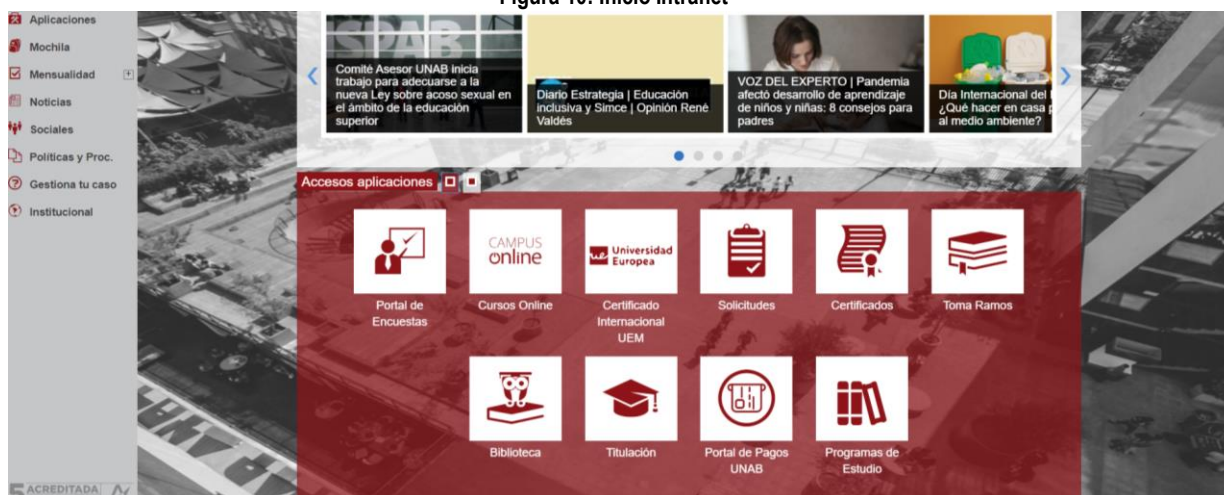 Figura 10. Inicio Intranet
Aplicaciones
Mochila
Mensualidad
Noticias
Sociales
Políticas y Proc.
Gestiona tu caso
Institucional
SPAB
Comité Asesor UNAB inicia
trabajo para adecuarse a la
nueva Ley sobre acoso sexual en
el ámbito de la educación
superior
Diario Estrategia | Educación
inclusiva y Simce | Opinión René
Valdés
VOZ DEL EXPERTO | Pandemia
afectó desarrollo de aprendizaje
de niños y niñas: 8 consejos para
padres
Día Internacional del
¿Qué hacer en casa
al medio ambiente?
Accesos aplicaciones
Portal de
Encuestas
CAMPUS
online
Cursos Online
ue Universidad
Europea
Certificado
Internacional
UEM
Solicitudes
Certificados
Toma Ramos
Biblioteca
Titulación
Portal de Pagos
UNAB
Programas de
Estudio
5 ACREDITADA